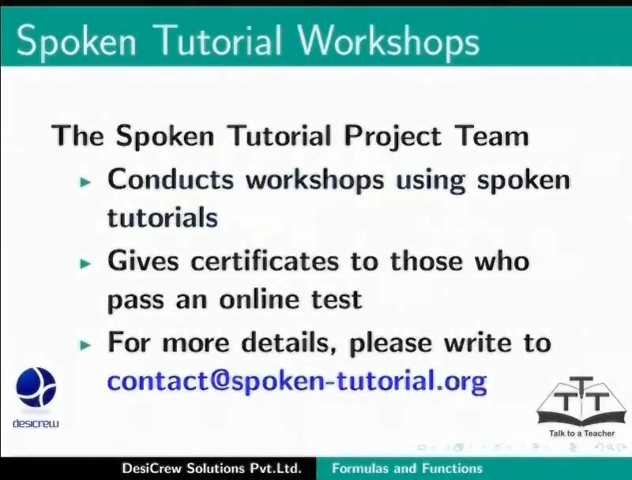 Spoken Tutorial Workshops
The Spoken Tutorial Project Team
Conducts workshops using spoken
tutorials
Gives certificates to those who
pass an online test
For more details, please write to
contact@spoken-tutorial.org
desicrew
TTT
Talk to a Teacher
DesiCrew Solutions Pvt.Ltd.
Formulas and Functions